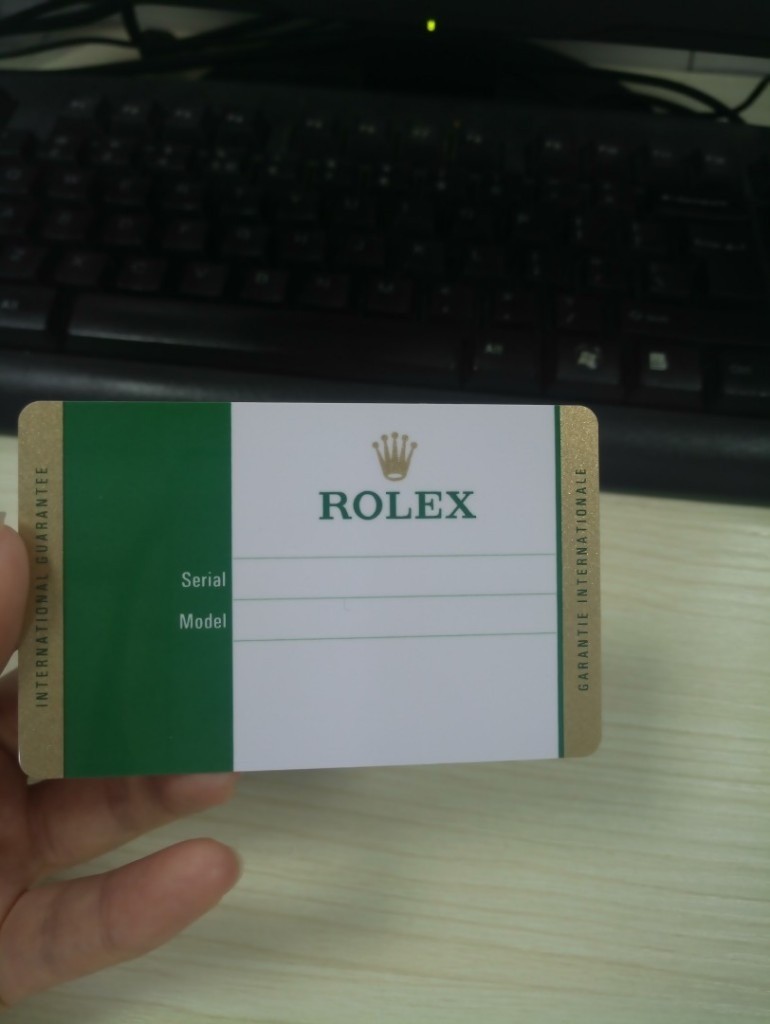 INTERNATIONAL GUARANTEE
ROLEX
Serial
Model
GARANTIE INTERNATIONALE